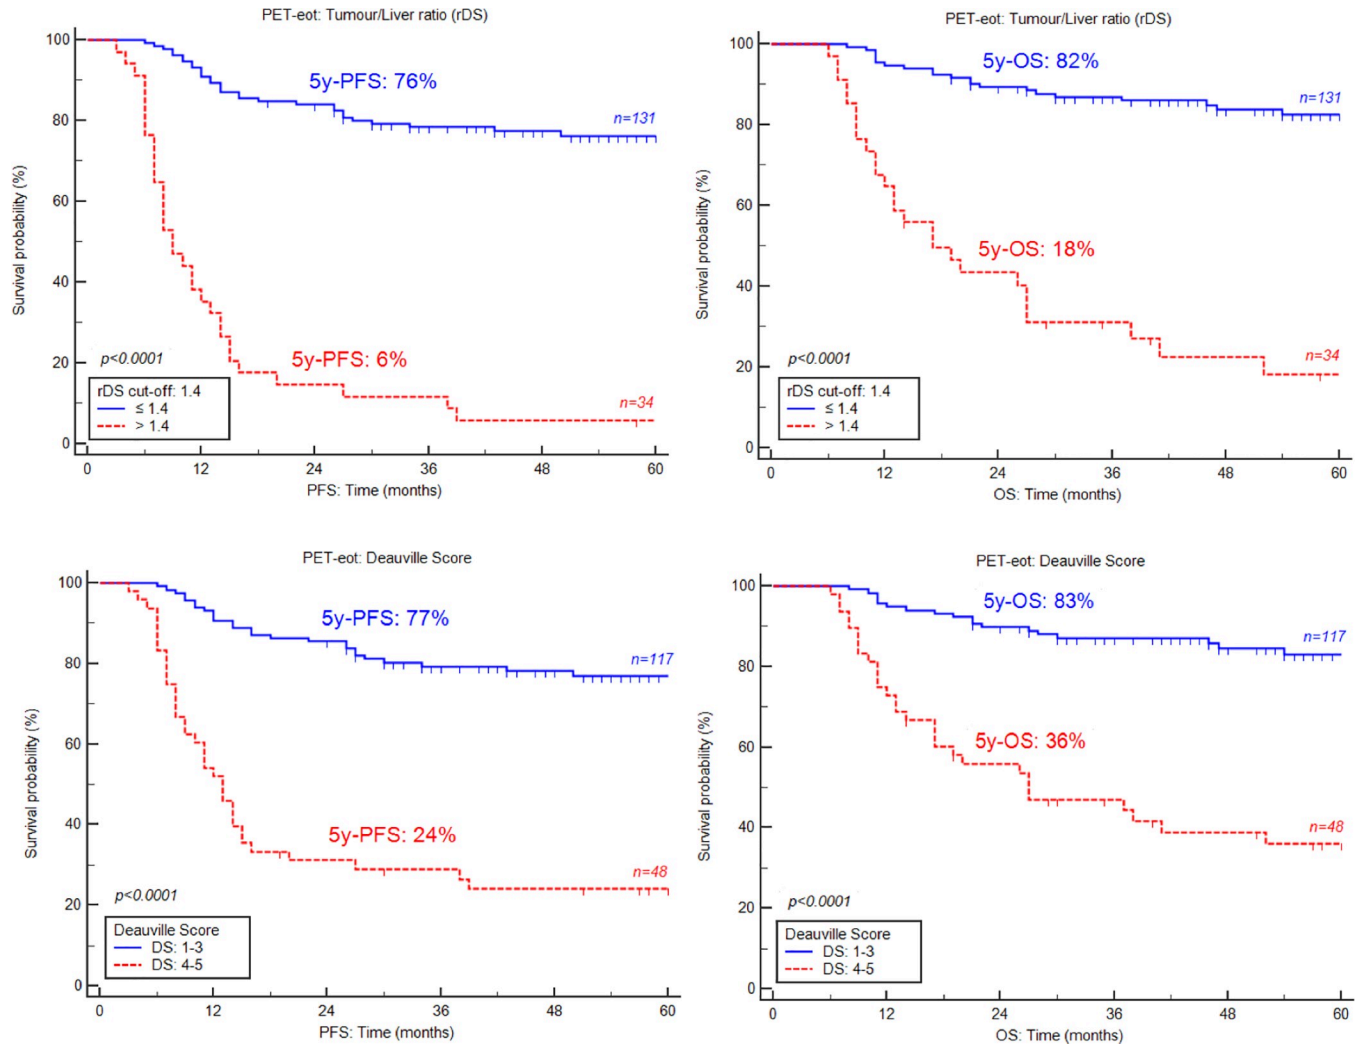 PET-eot: Tumour/Liver ratio (rDS)
100
80
60
40
20
0
Survival probability (%)
5y-PFS: 76%
n=131
5y-PFS: 6%
n=34
p<0.0001
rDS cut-off: 1.4
≤ 1.4
> 1.4
0 12 24 36 48 60
PFS: Time (months)
PET-eot: Tumour/Liver ratio (rDS)
100
80
60
40
20
0
Survival probability (%)
5y-OS: 82%
n=131
5y-OS: 18%
n=34
p<0.0001
rDS cut-off: 1.4
≤ 1.4
> 1.4
0 12 24 36 48 60
OS: Time (months)
PET-eot: Deauville Score
100
80
60
40
20
0
Survival probability (%)
5y-PFS: 77%
n=117
5y-PFS: 24%
n=48
p<0.0001
Deauville Score
DS: 1-3
DS: 4-5
0 12 24 36 48 60
PFS: Time (months)
PET-eot: Deauville Score
100
80
60
40
20
0
Survival probability (%)
5y-OS: 83%
n=117
5y-OS: 36%
n=48
p<0.0001
Deauville Score
DS: 1-3
DS: 4-5
0 12 24 36 48 60
OS: Time (months)